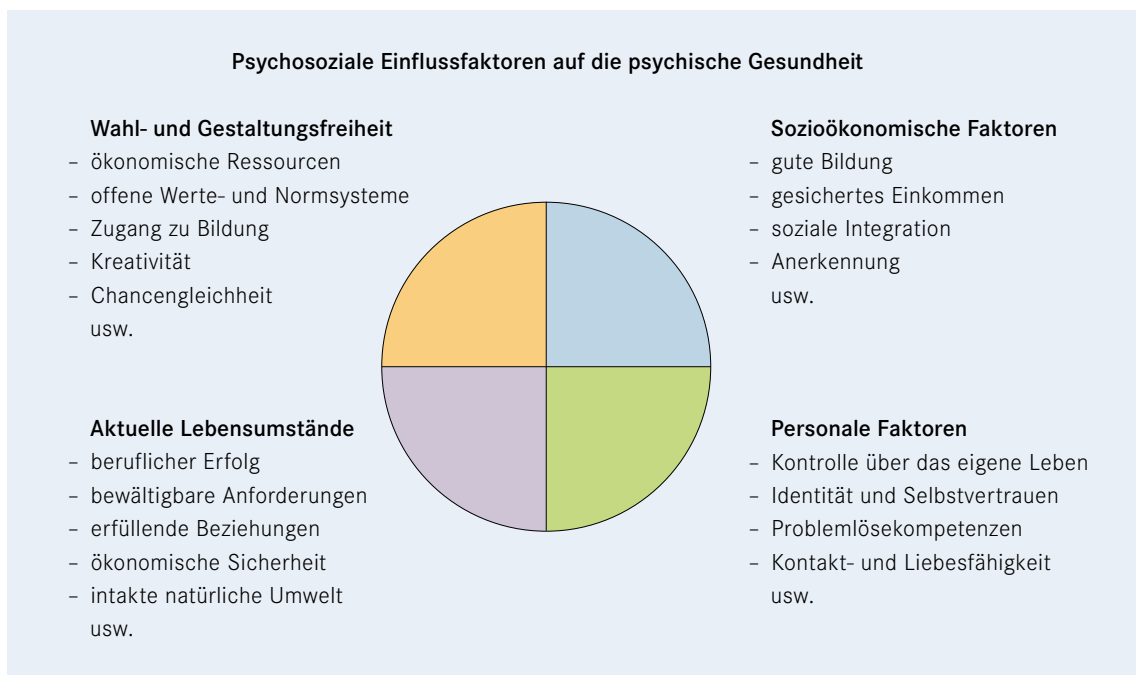 Psychosoziale Einflussfaktoren auf die psychische Gesundheit
Wahl- und Gestaltungsfreiheit
– ökonomische Ressourcen
– offene Werte- und Normsysteme
– Zugang zu Bildung
– Kreativität
– Chancengleichheit
usw.
Sozioökonomische Faktoren
– gute Bildung
– gesichertes Einkommen
– soziale Integration
– Anerkennung
usw.
Aktuelle Lebensumstände
– beruflicher Erfolg
– bewältigbare Anforderungen
– erfüllende Beziehungen
– ökonomische Sicherheit
– intakte natürliche Umwelt
usw.
Personale Faktoren
– Kontrolle über das eigene Leben
– Identität und Selbstvertrauen
– Problemlösekompetenzen
– Kontakt- und Liebesfähigkeit
usw.